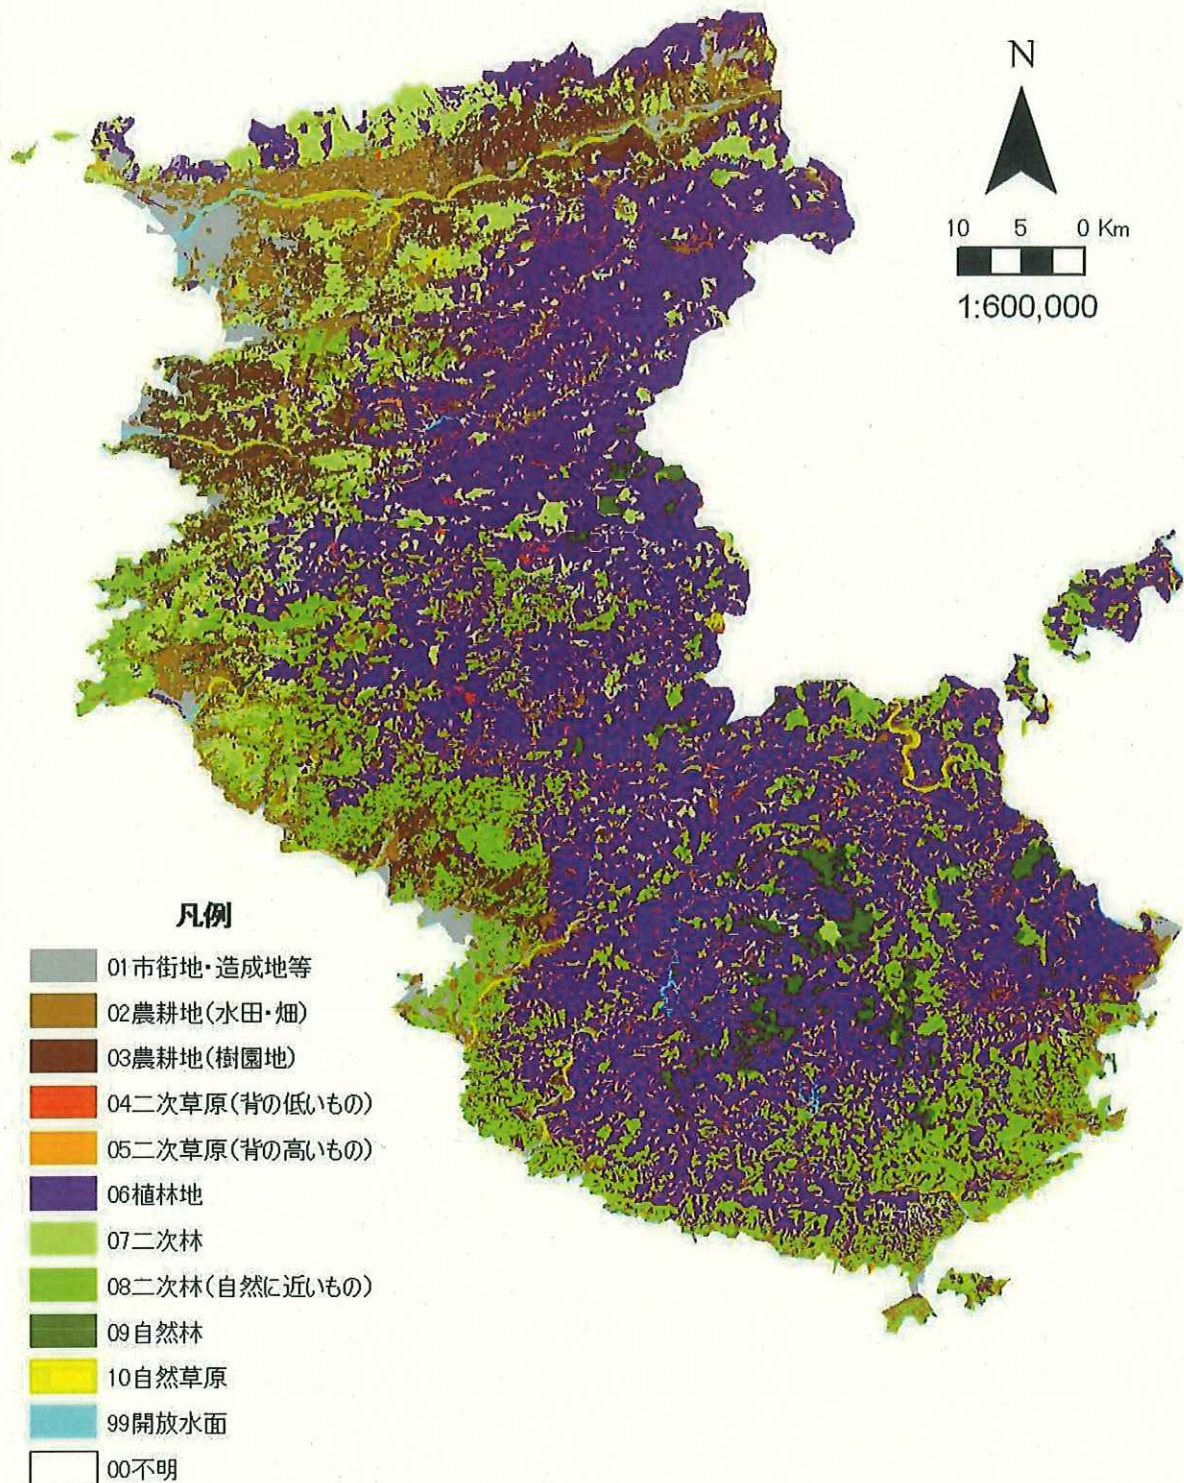 N
10 5 0 Km
1:600,000
凡例
01市街地・造成地等
02農耕地(水田・畑)
03農耕地(樹園地)
04二次草原(背の低いもの)
05二次草原(背の高いもの)
06植林地
07二次林
08二次林(自然に近いもの)
09自然林
10自然草原
99開放水面
00不明